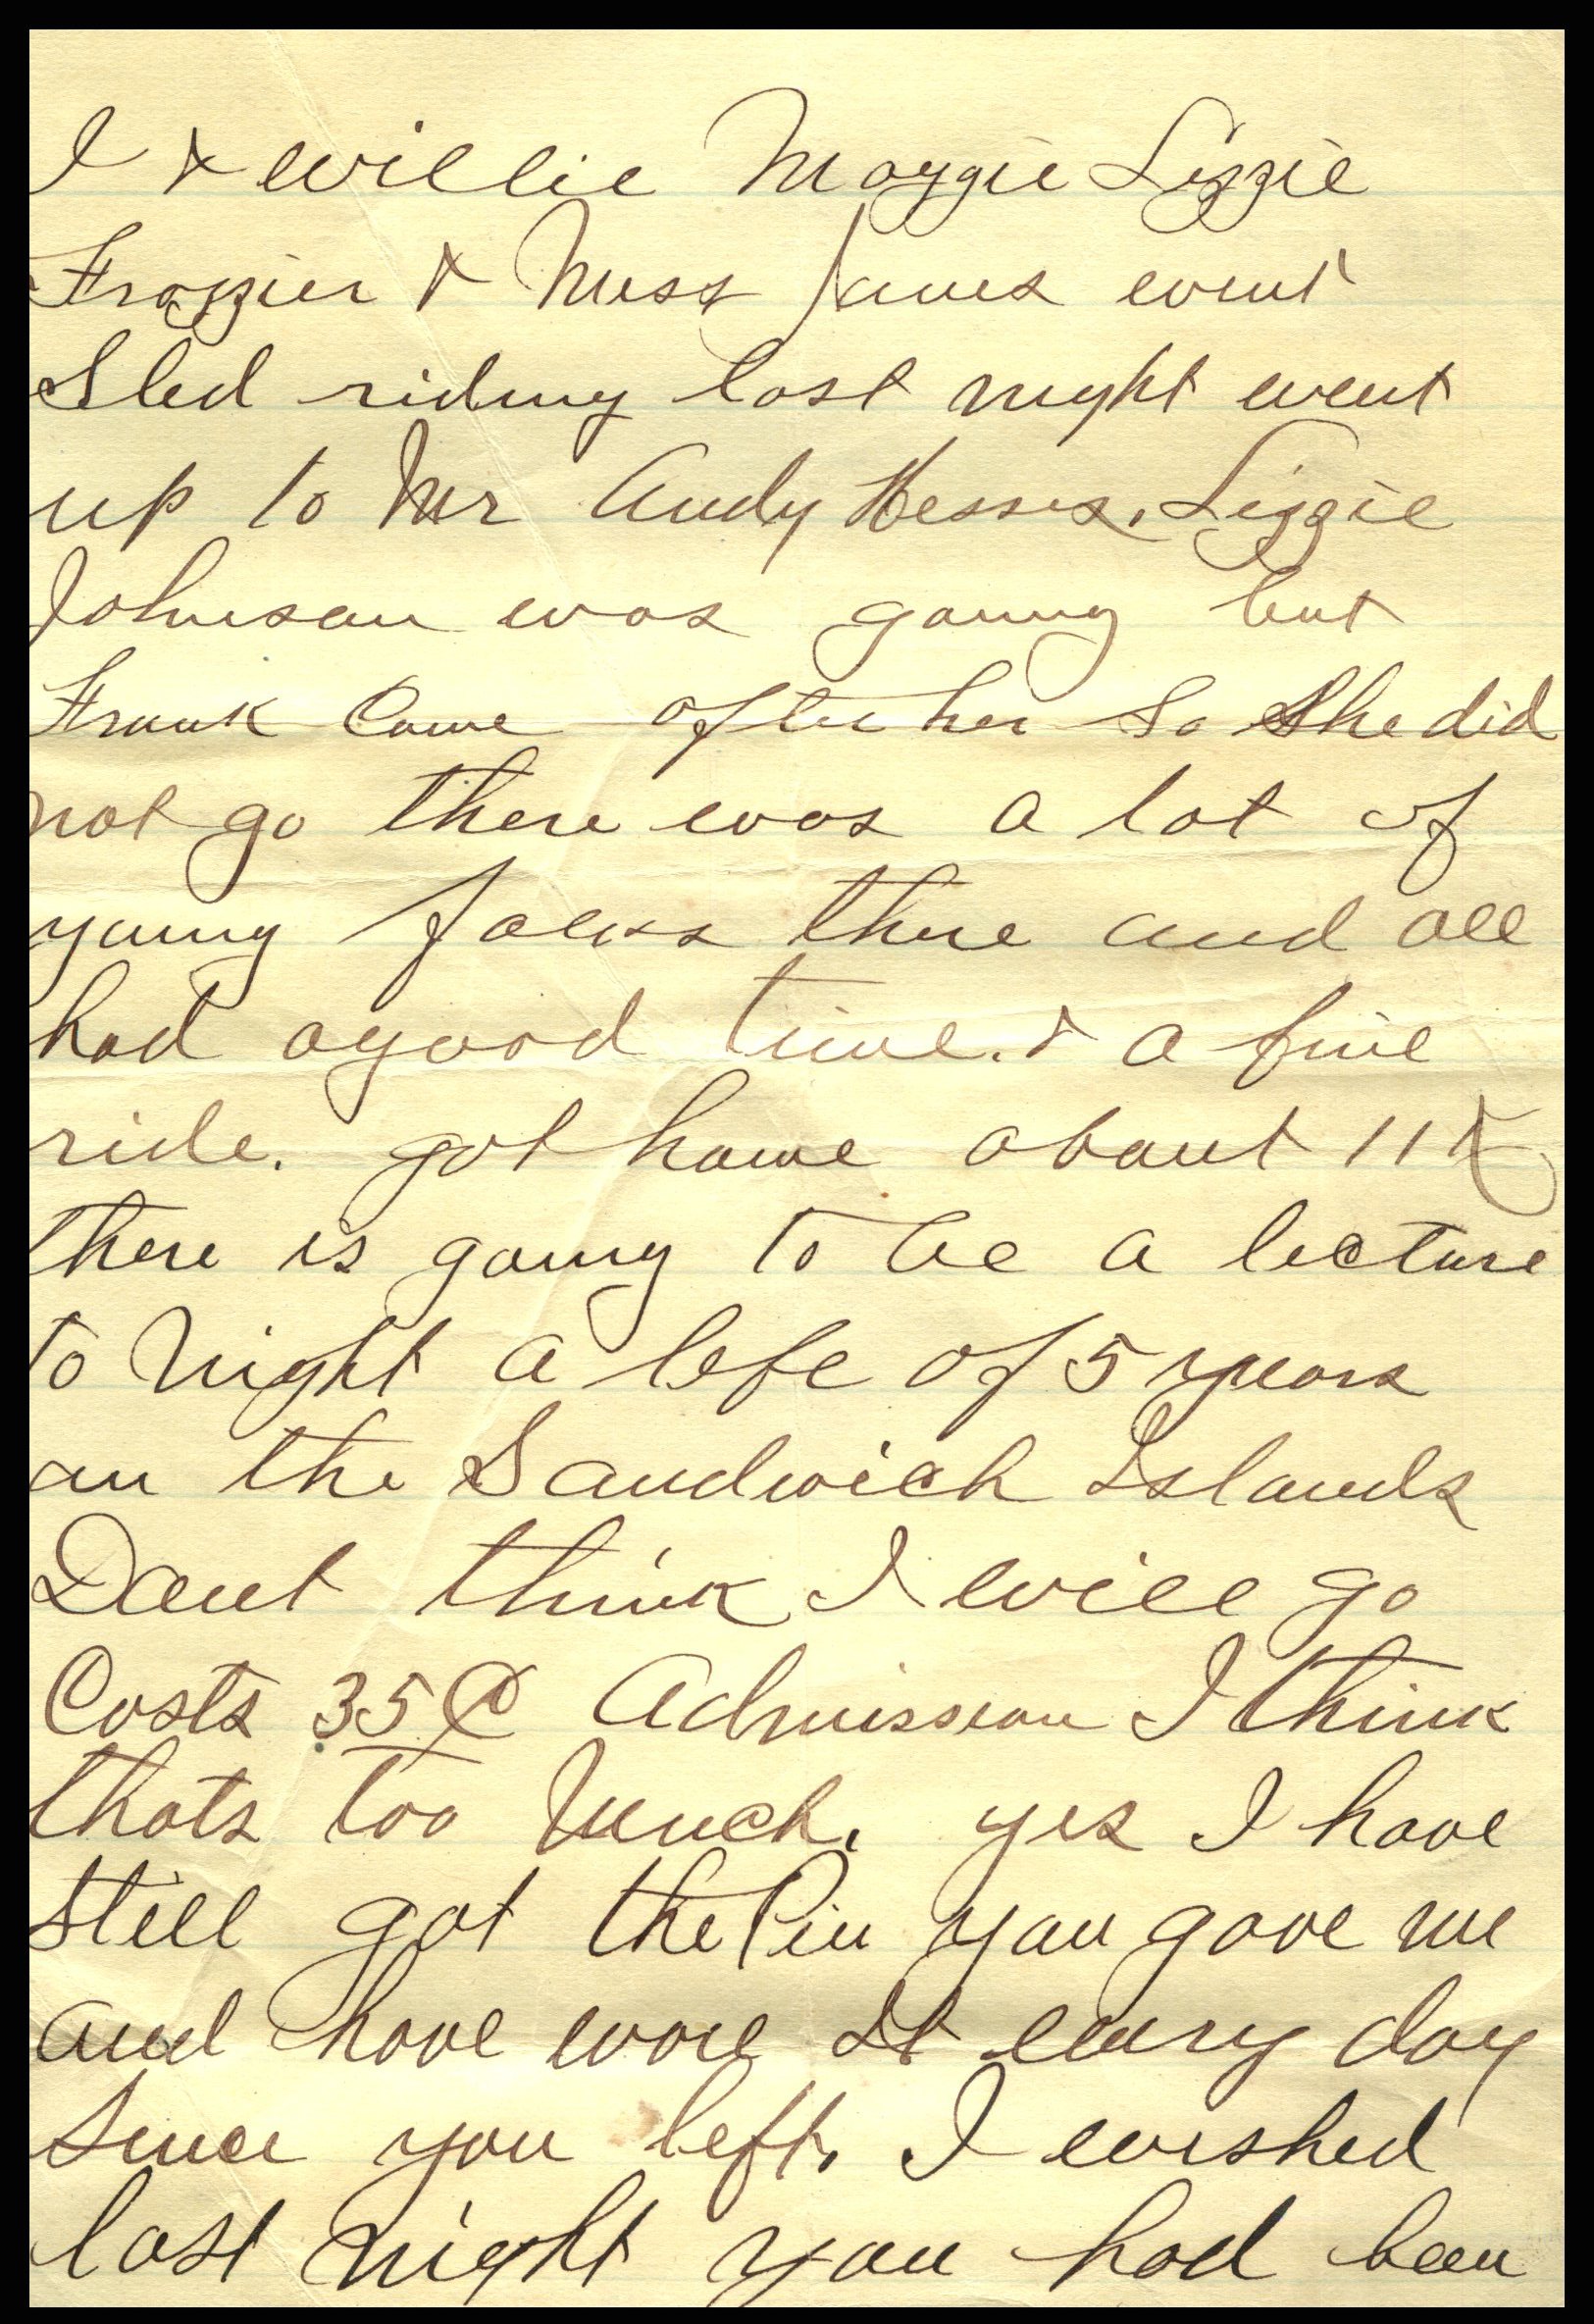 I & Willie Maggie Lizzie
Frazzier & Miss Janes went
Sled riding last night went
up to Mr Andy Hesses. Lizzie
Johnson was going but
Frank Came after her So She did
not go there was a lot of
young folkss there and all
had a good time. & a fine
ride. got home about 11
there is going to be a lecture
to Night a life of 5 years
on the Sandwich Islands
Dont think I will go
Costs 35¢ Admission I think
thats too Much. yes I have
still got the Pin you gave me
and have wore It every day
Since you left. I wished
last Night you had been